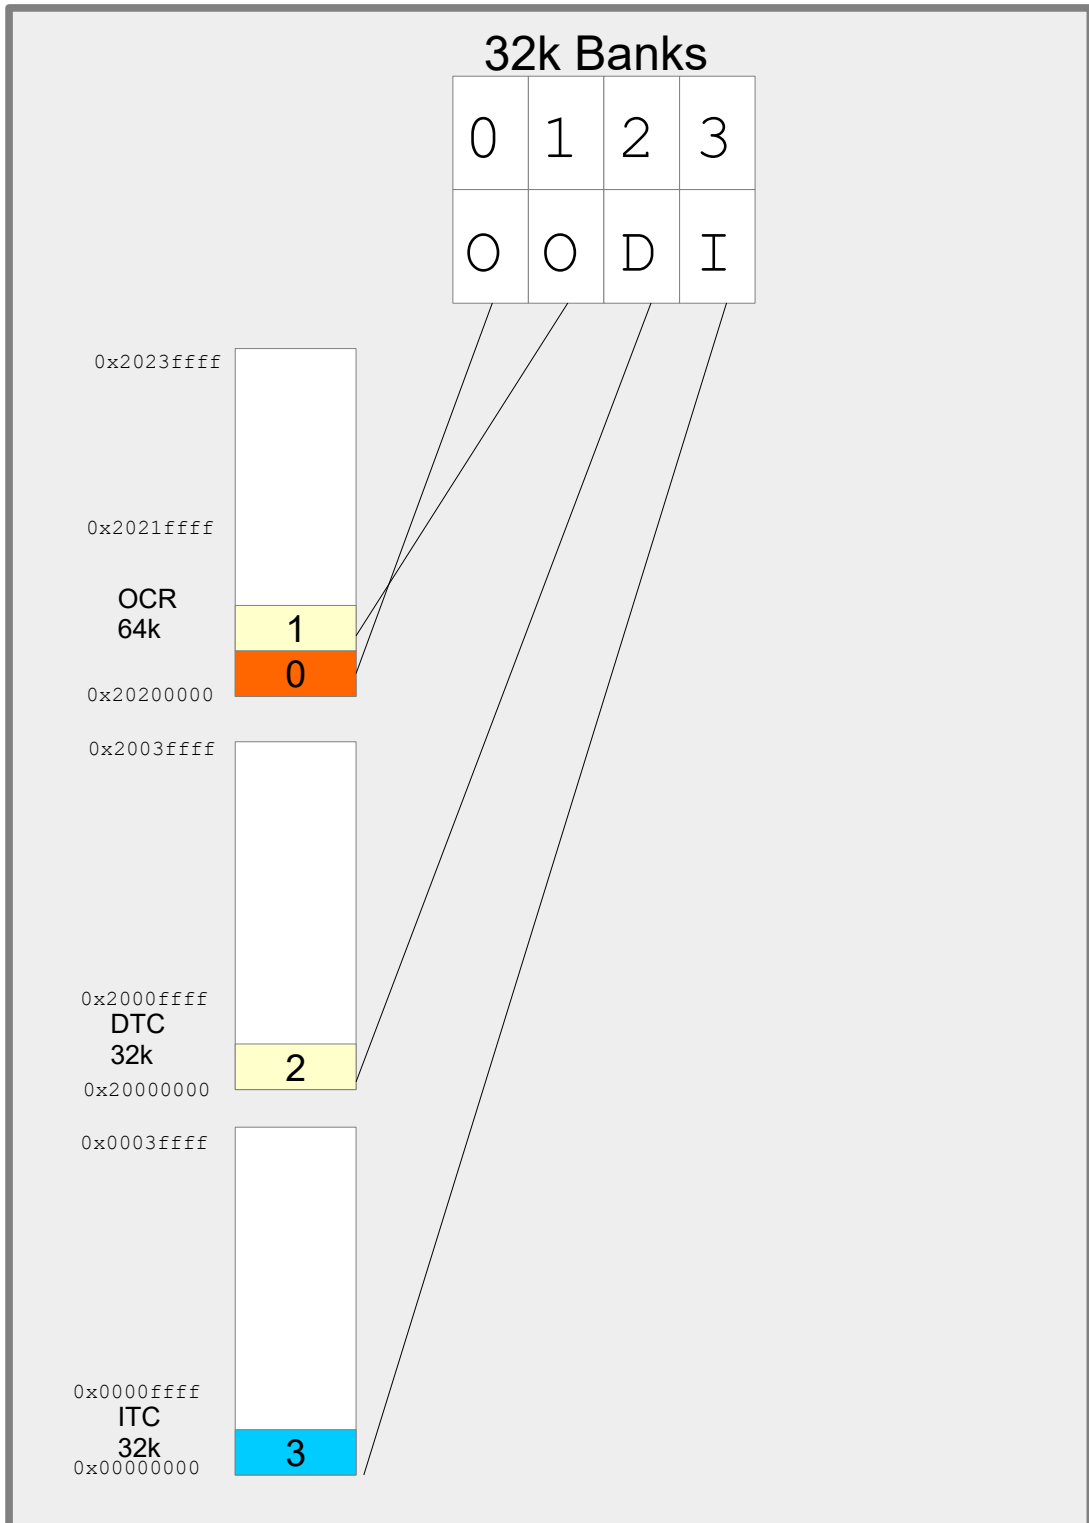 32k Banks
0 1 2 3
O O D I
0x2023ffff
0x2021ffff
OCR
64k
1
0
0x20200000
0x2003ffff
0x2000ffff
DTC
32k
2
0x20000000
0x0003ffff
0x0000ffff
ITC
32k
3
0x00000000